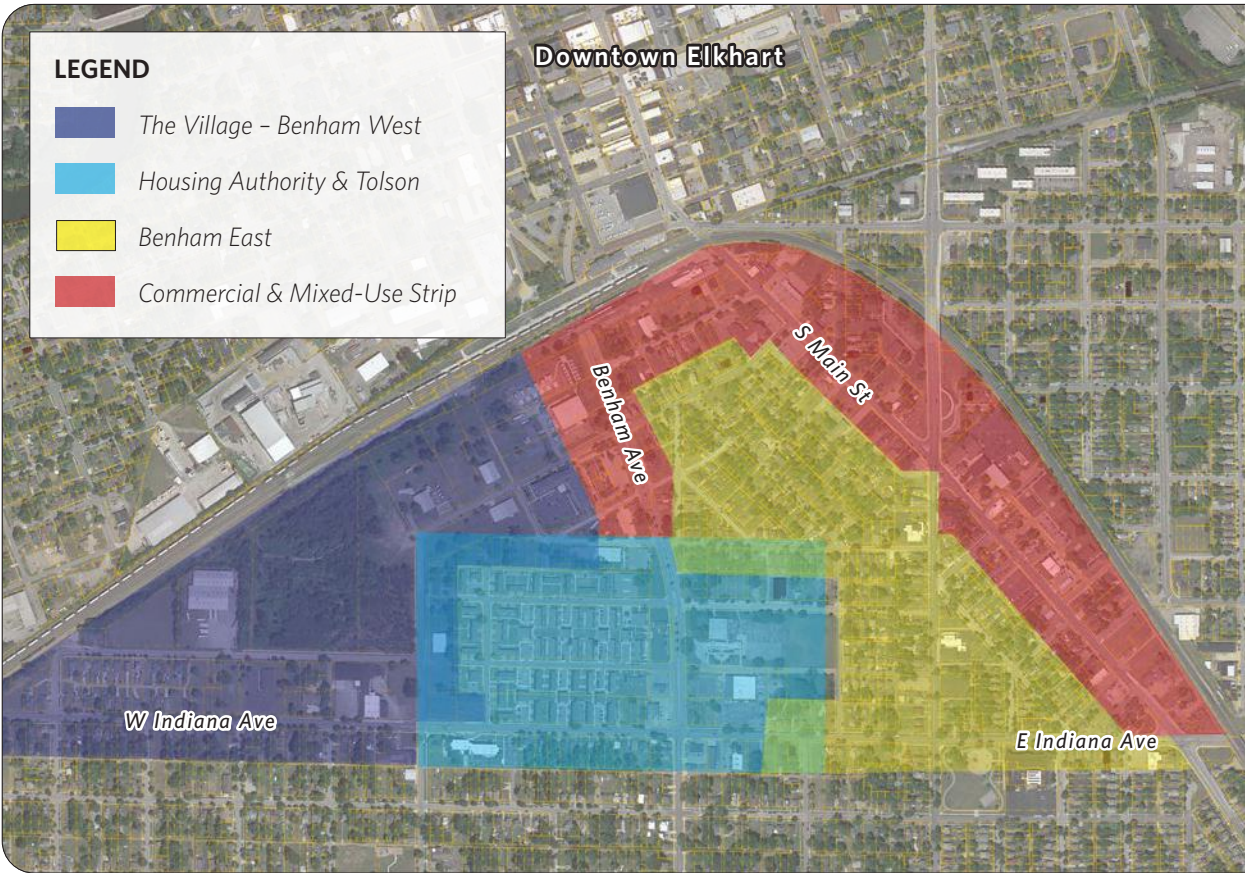 Downtown Elkhart
LEGEND
The Village – Benham West
Housing Authority & Tolson
Benham East
Commercial & Mixed-Use Strip
S Main St
Benham Ave
W Indiana Ave
E Indiana Ave